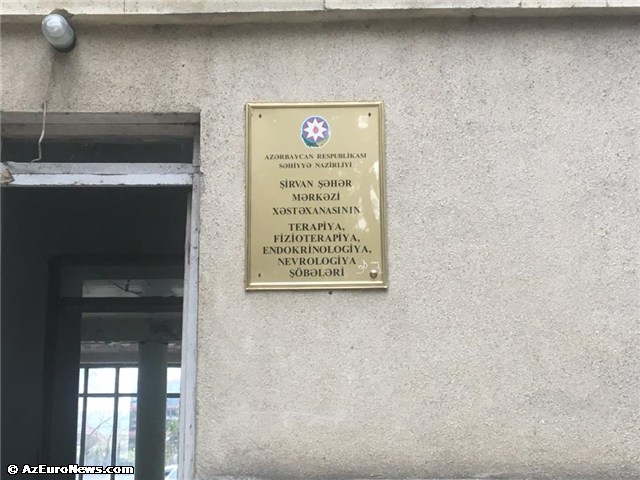 AZƏRBAYCAN RESPUBLİKASI
SƏHİYYƏ NAZİRLİYİ
ŞİRVAN ŞƏHƏR
MƏRKƏZİ
XƏSTƏXANASININ
TERAPİYA,
FİZİOTERAPİYA,
ENDOKRİNOLOGİYA,
NEVROLOGİYA
ŞÖBƏLƏRİ
© AzEuroNews.com